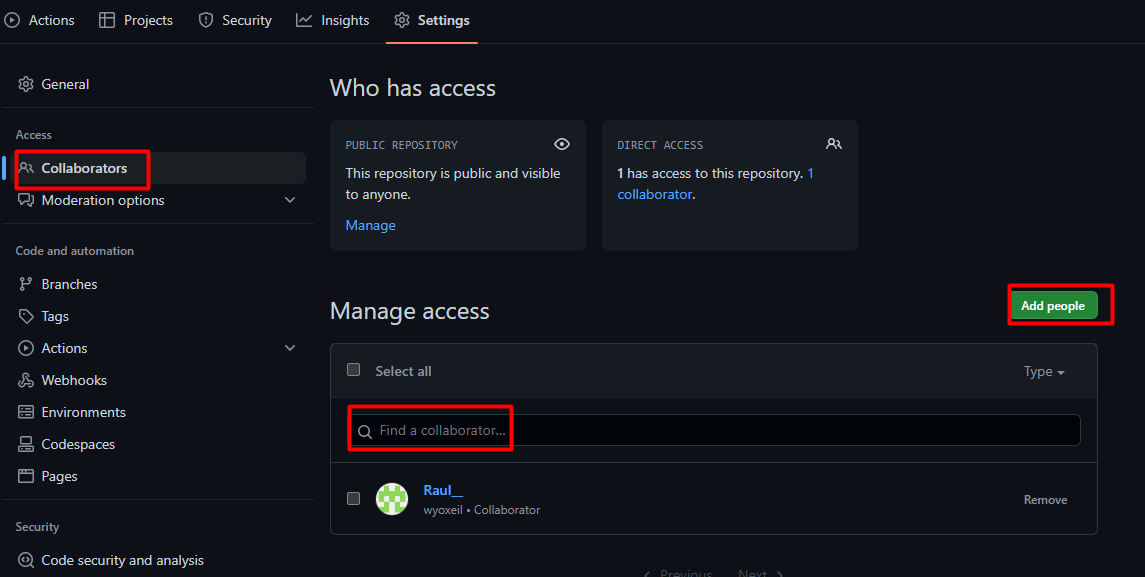 Actions Projects Security Insights Settings
General
Access
Collaborators
Moderation options
Code and automation
Branches
Tags
Actions
Webhooks
Environments
Codespaces
Pages
Security
Code security and analysis
Who has access
PUBLIC REPOSITORY
This repository is public and visible
to anyone.
Manage
DIRECT ACCESS
1 has access to this repository. 1
collaborator.
Manage access
Add people
Select all
Type
Find a collaborator...
Raul__
wyoxeil • Collaborator
Remove
Previous Next